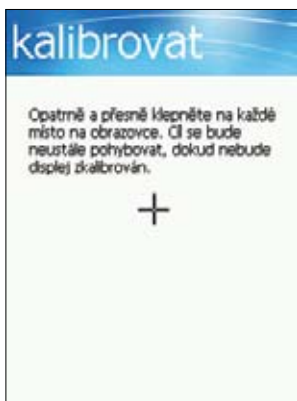 kalibrovat
Opatrně a přesně klepněte na každé
místo na obrazovce. Cíl se bude
neustále pohybovat, dokud nebude
displej zkalibrován.